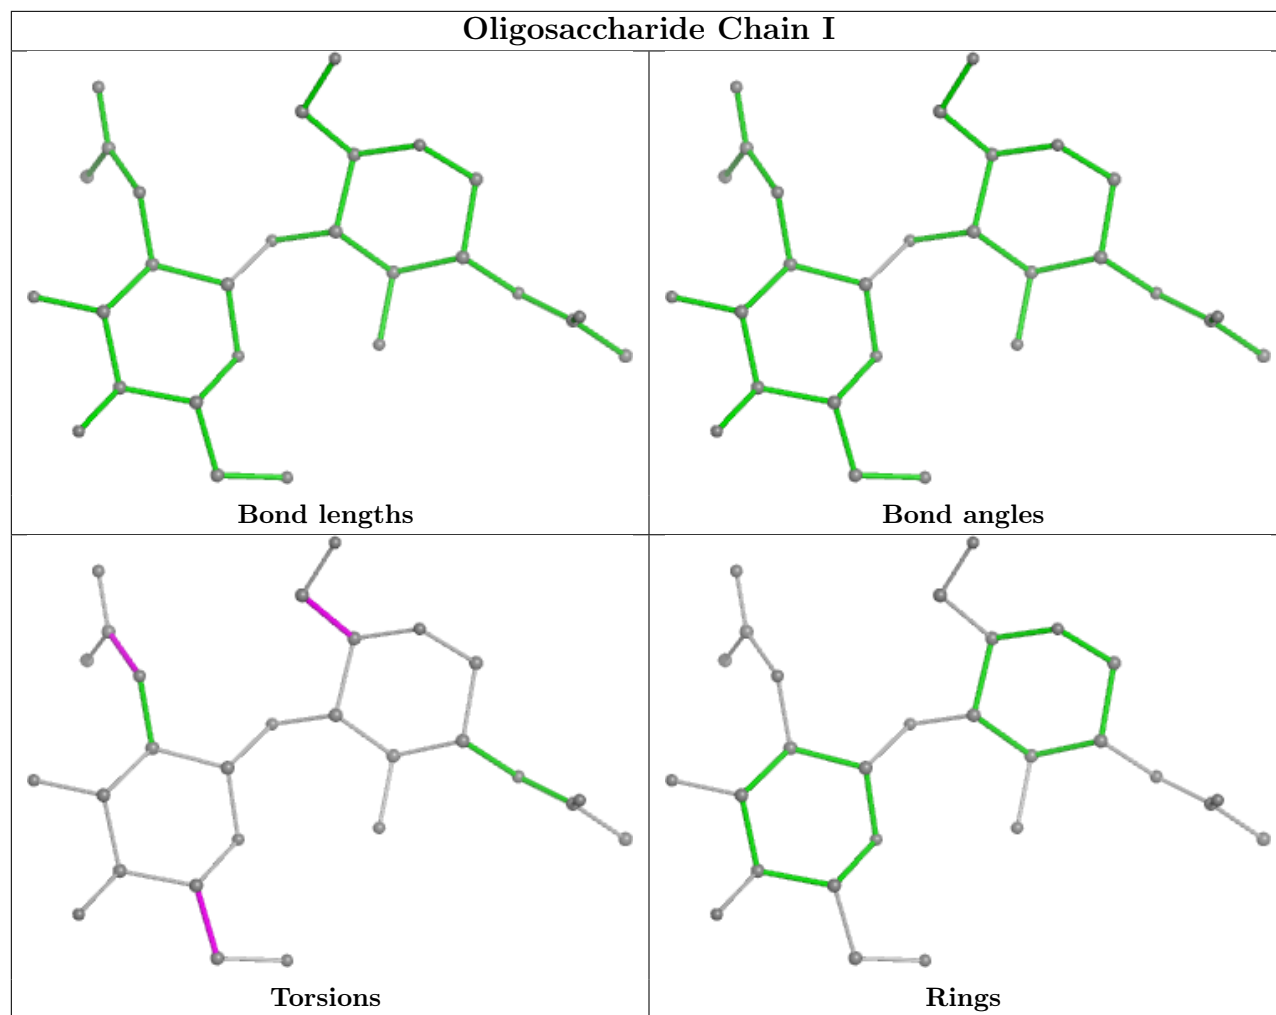 Oligosaccharide Chain I
Bond lengths
Bond angles
Torsions
Rings